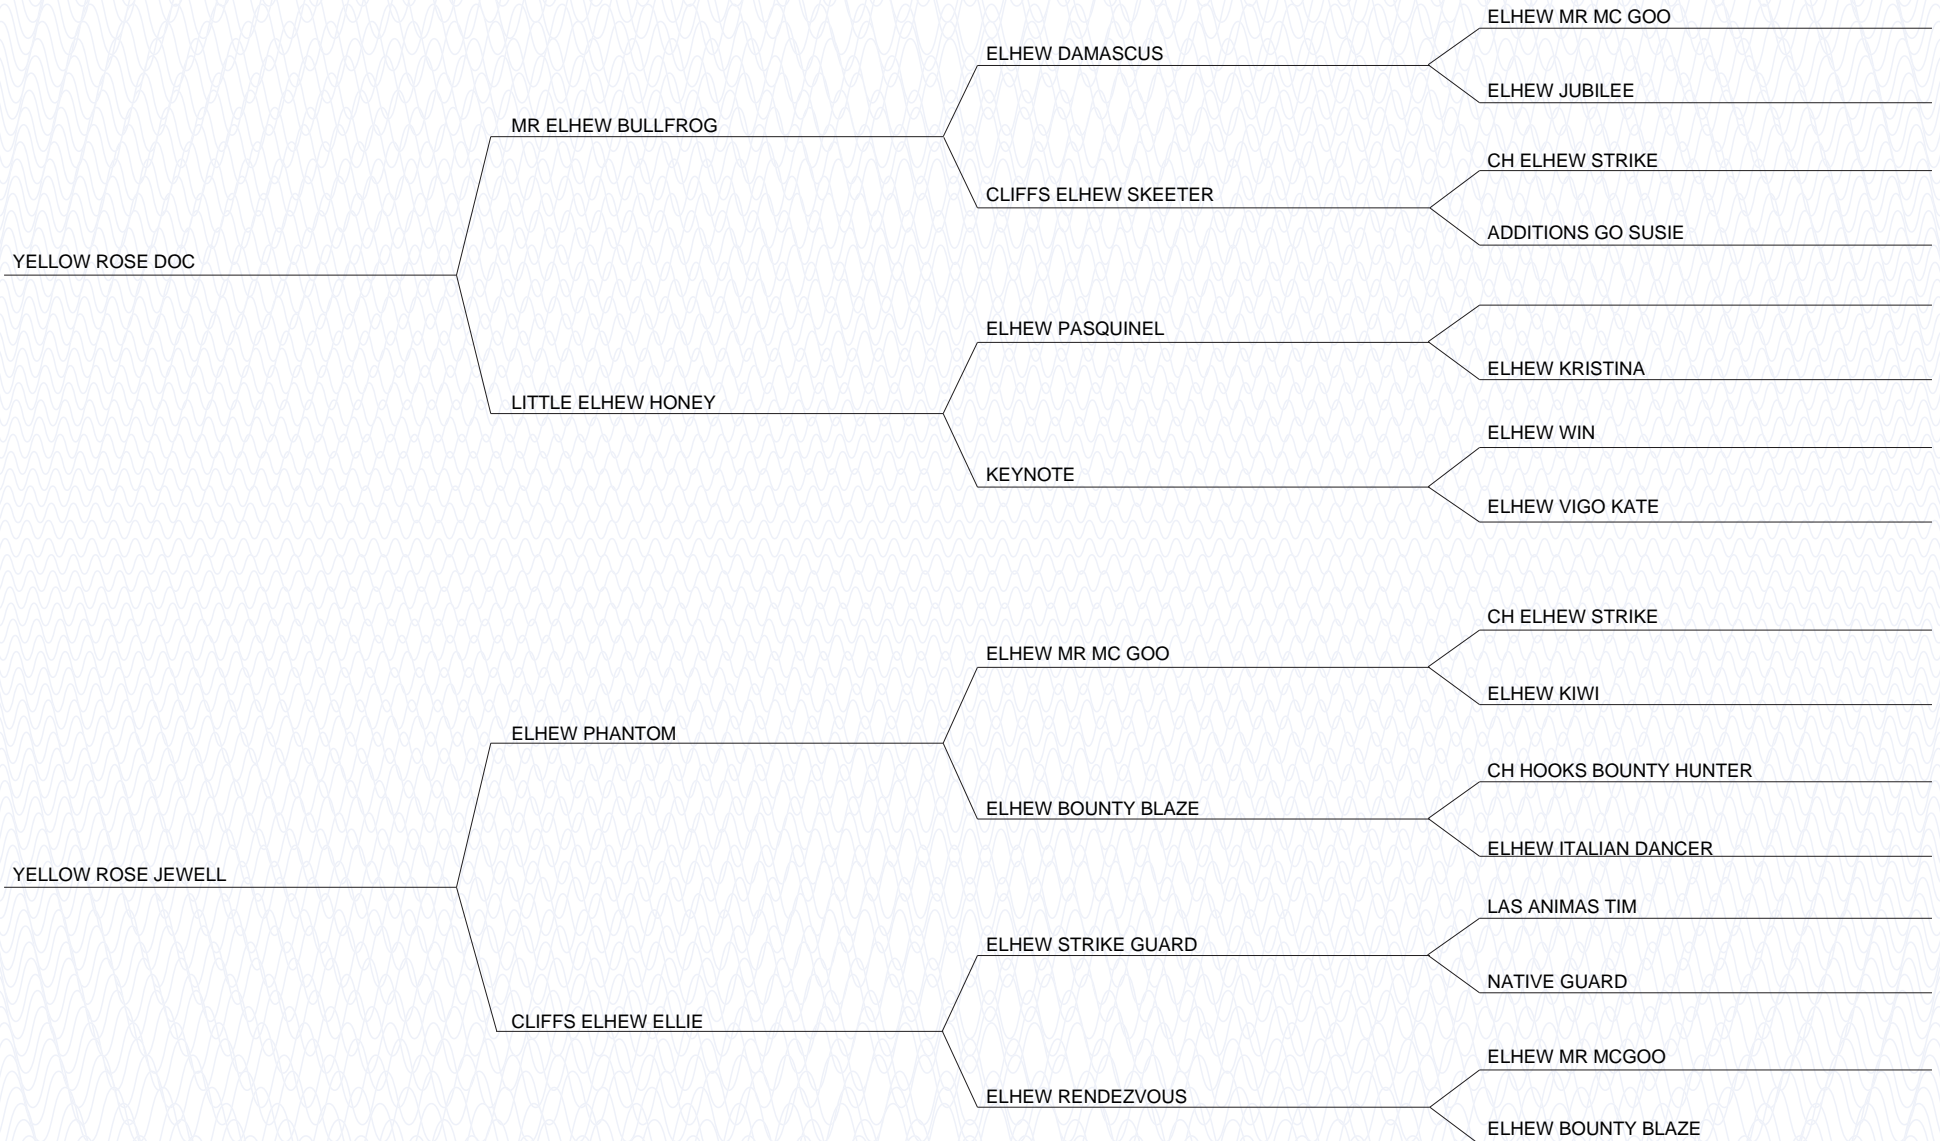 ELHEW MR MC GOO
ELHEW DAMASCUS
ELHEW JUBILEE
MR ELHEW BULLFROG
CH ELHEW STRIKE
CLIFFS ELHEW SKEETER
ADDITIONS GO SUSIE
YELLOW ROSE DOC
ELHEW PASQUINEL
ELHEW KRISTINA
LITTLE ELHEW HONEY
ELHEW WIN
KEYNOTE
ELHEW VIGO KATE
CH ELHEW STRIKE
ELHEW MR MC GOO
ELHEW KIWI
ELHEW PHANTOM
CH HOOKS BOUNTY HUNTER
ELHEW BOUNTY BLAZE
ELHEW ITALIAN DANCER
YELLOW ROSE JEWELL
LAS ANIMAS TIM
ELHEW STRIKE GUARD
NATIVE GUARD
CLIFFS ELHEW ELLIE
ELHEW MR MCGOO
ELHEW RENDEZVOUS
ELHEW BOUNTY BLAZE